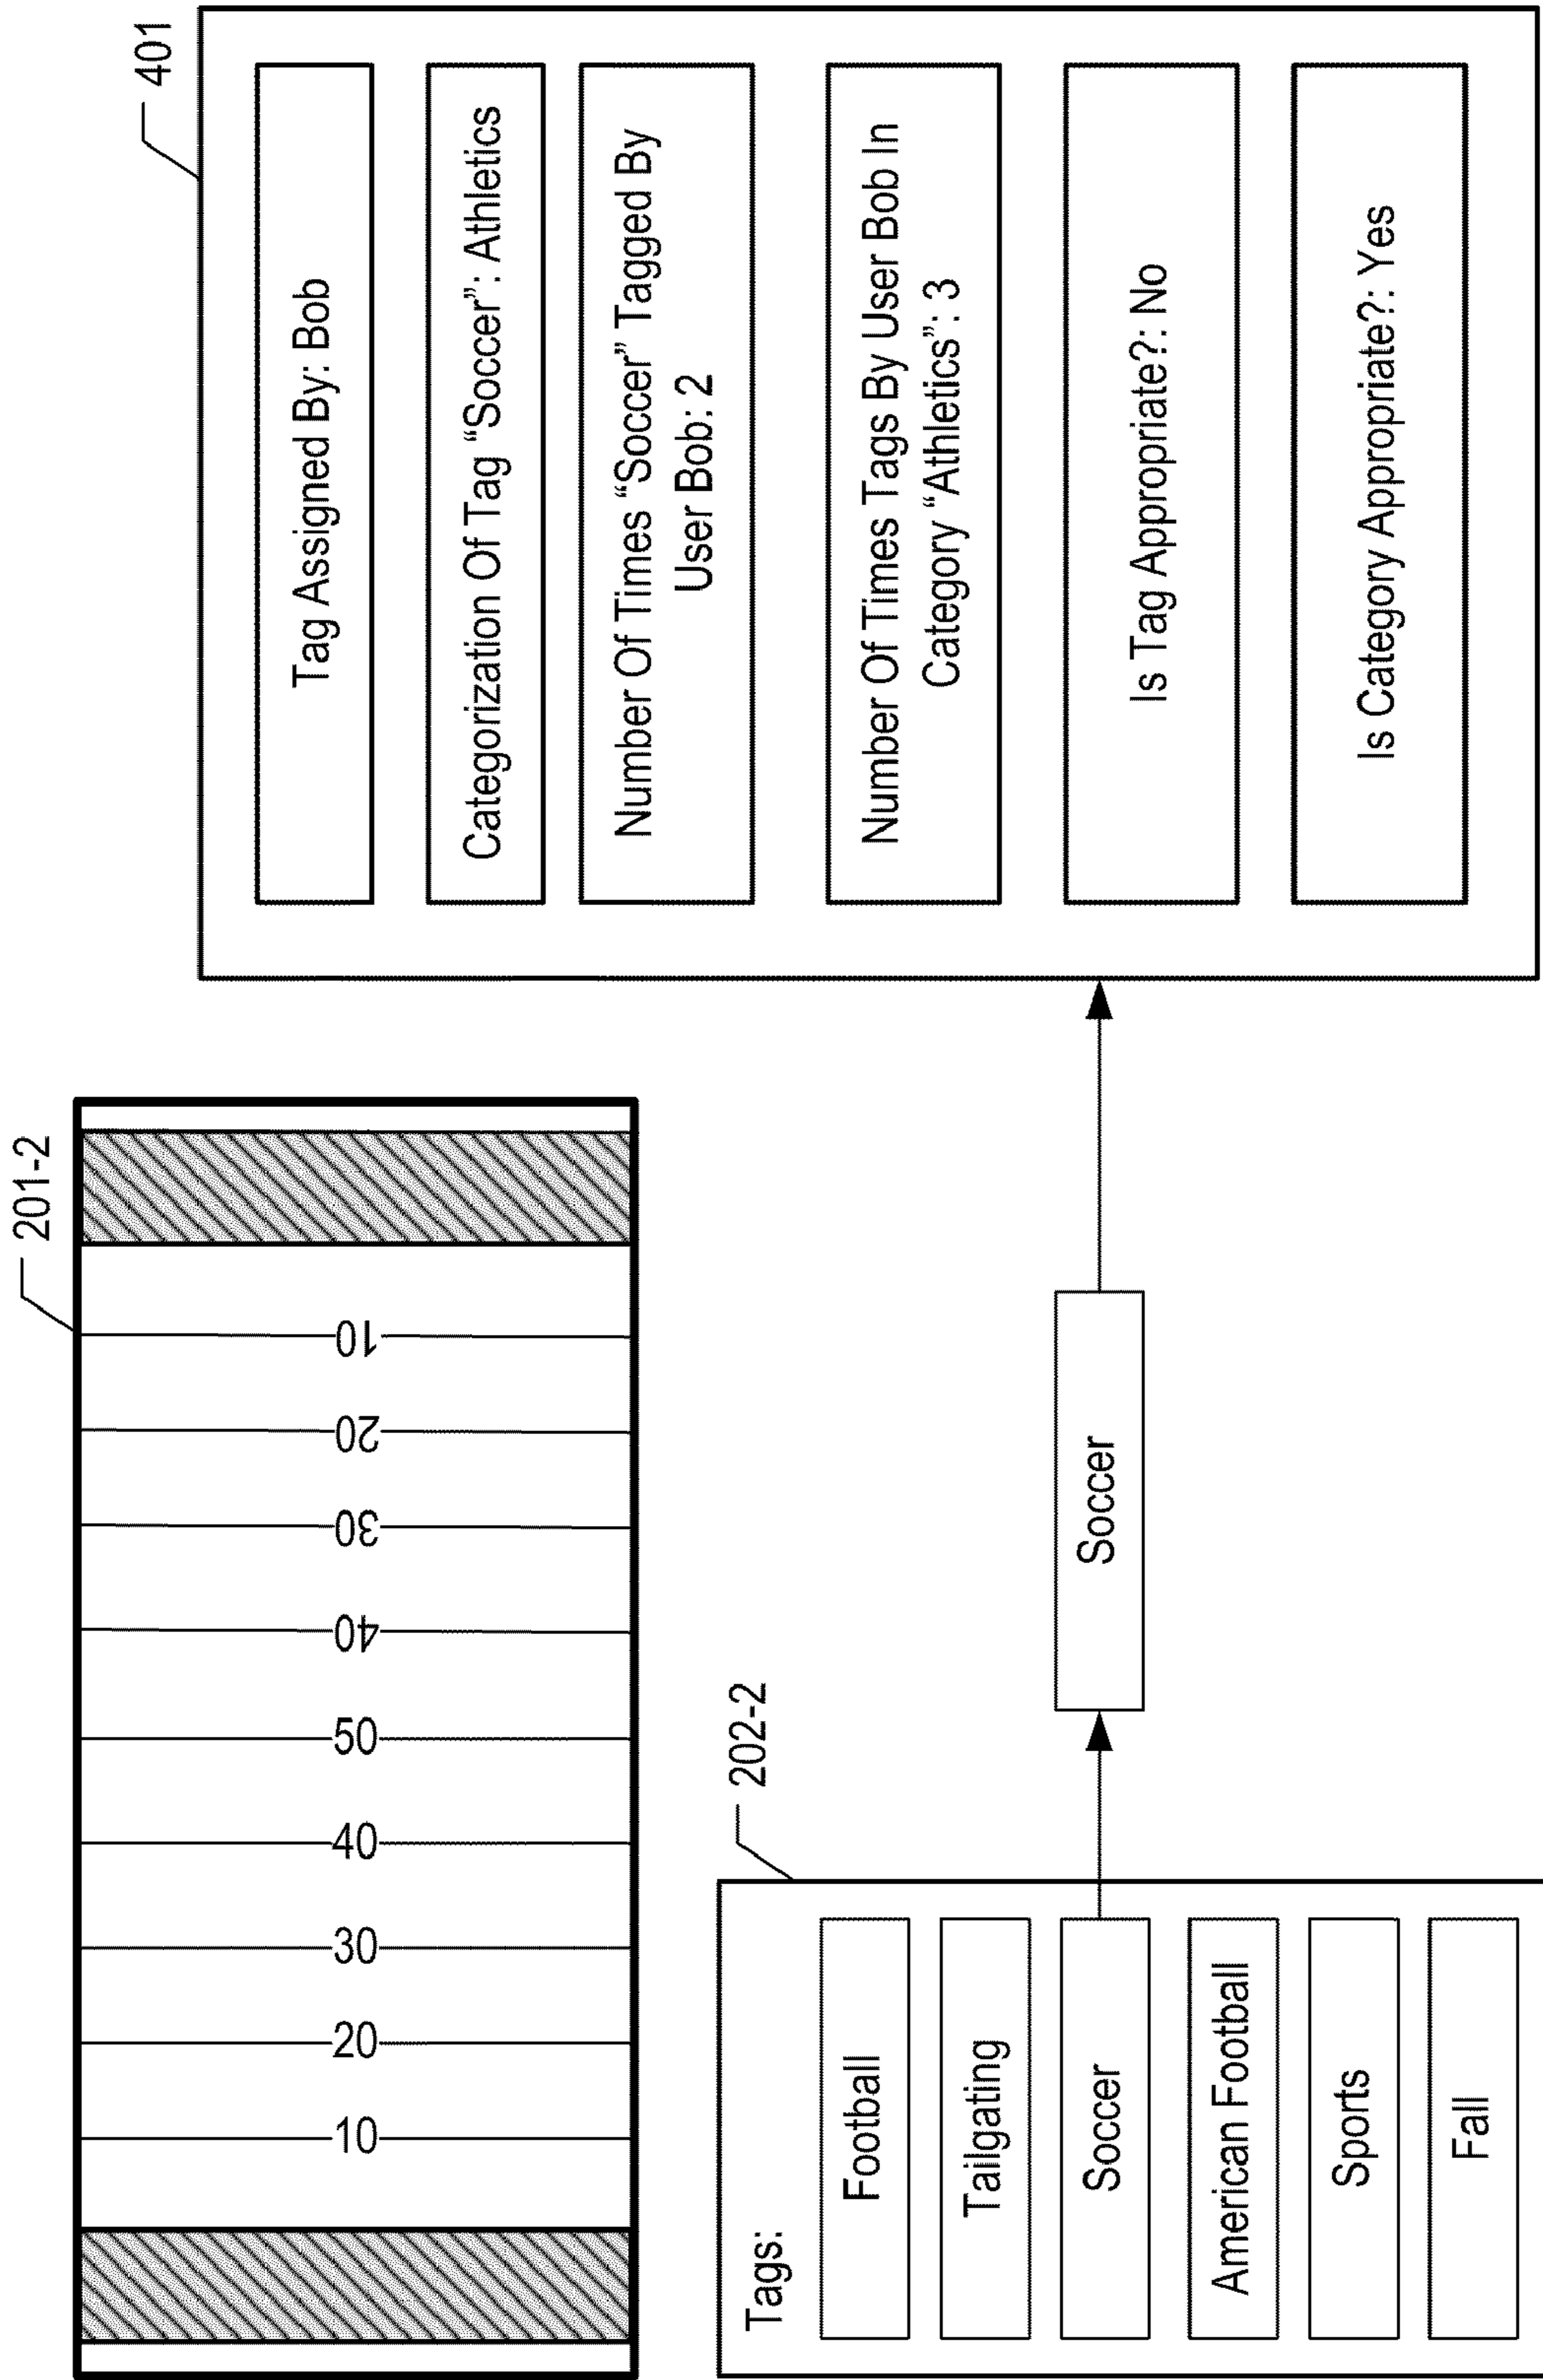 201-2
10
20
30
40
50
40
30
20
10
202-2
Tags:
Football
Tailgating
Soccer
American Football
Sports
Fall
Soccer
401
Tag Assigned By: Bob
Categorization Of Tag “Soccer”: Athletics
Number Of Times “Soccer” Tagged By
User Bob: 2
Number Of Times Tags By User Bob In
Category “Athletics”: 3
Is Tag Appropriate?: No
Is Category Appropriate?: Yes